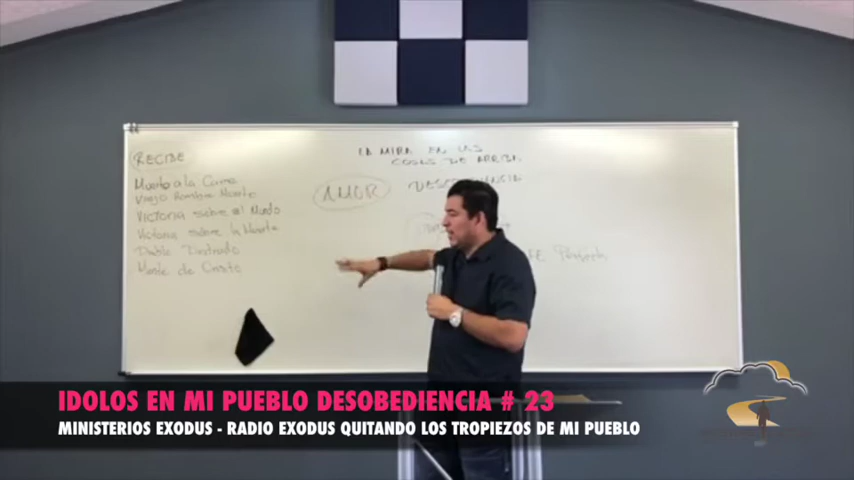 LA MIRA EN LAS
COSAS DE ARRIBA
RECIBE
Muerto a la Carne
Viejo Hombre Muerto
Victoria sobre el Mundo
Victoria sobre la Muerte
Diablo Destruido
Mente de Cristo
AMOR
IDOLOS EN MI PUEBLO DESOBEDIENCIA # 23
MINISTERIOS EXODUS - RADIO EXODUS QUITANDO LOS TROPIEZOS DE MI PUEBLO